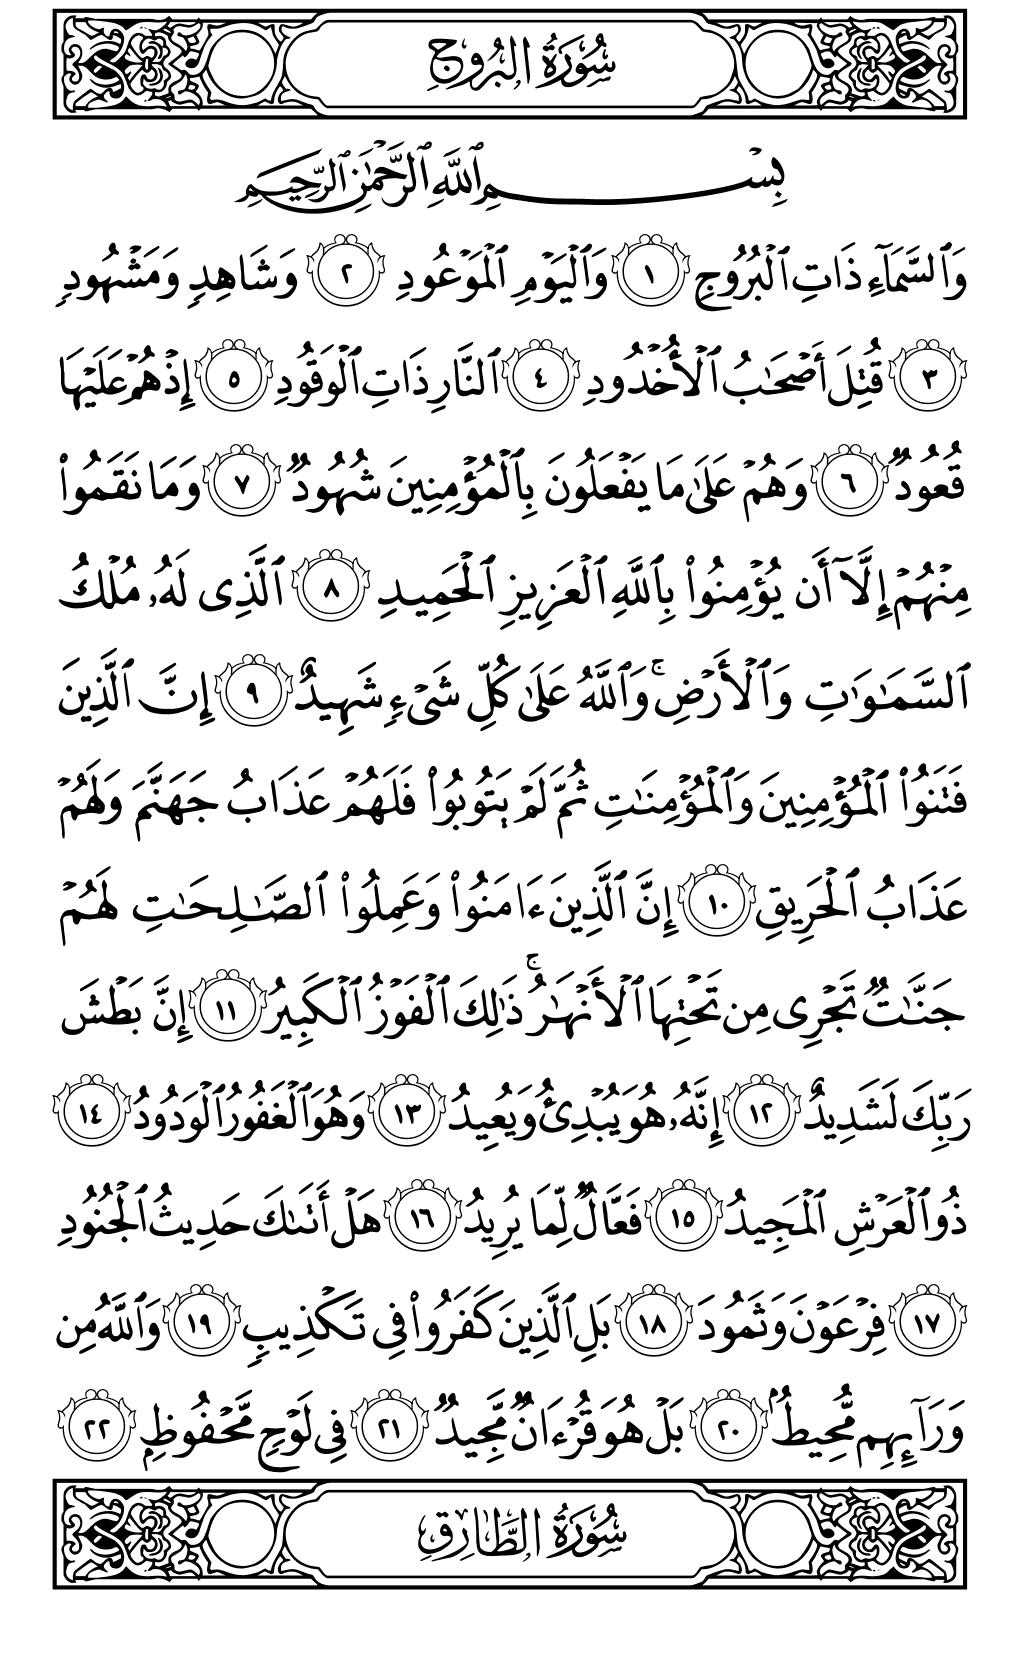 سُورَةُ البُرُوجِ
بِسْمِ ٱللَّهِ ٱلرَّحْمَٰنِ ٱلرَّحِيمِ
وَٱلسَّمَآءِ ذَاتِ ٱلْبُرُوجِ ١ وَٱلْيَوْمِ ٱلْمَوْعُودِ ٢ وَشَاهِدٍ وَمَشْهُودٍ
٣ قُتِلَ أَصْحَٰبُ ٱلْأُخْدُودِ ٤ ٱلنَّارِ ذَاتِ ٱلْوَقُودِ ٥ إِذْ هُمْ عَلَيْهَا
قُعُودٌ ٦ وَهُمْ عَلَىٰ مَا يَفْعَلُونَ بِٱلْمُؤْمِنِينَ شُهُودٌ ٧ وَمَا نَقَمُوا۟
مِنْهُمْ إِلَّآ أَن يُؤْمِنُوا۟ بِٱللَّهِ ٱلْعَزِيزِ ٱلْحَمِيدِ ٨ ٱلَّذِى لَهُۥ مُلْكُ
ٱلسَّمَٰوَٰتِ وَٱلْأَرْضِ ۚ وَٱللَّهُ عَلَىٰ كُلِّ شَىْءٍ شَهِيدٌ ٩ إِنَّ ٱلَّذِينَ
فَتَنُوا۟ ٱلْمُؤْمِنِينَ وَٱلْمُؤْمِنَٰتِ ثُمَّ لَمْ يَتُوبُوا۟ فَلَهُمْ عَذَابُ جَهَنَّمَ وَلَهُمْ
عَذَابُ ٱلْحَرِيقِ ١٠ إِنَّ ٱلَّذِينَ ءَامَنُوا۟ وَعَمِلُوا۟ ٱلصَّٰلِحَٰتِ لَهُمْ
جَنَّٰتٌ تَجْرِى مِن تَحْتِهَا ٱلْأَنْهَٰرُ ۚ ذَٰلِكَ ٱلْفَوْزُ ٱلْكَبِيرُ ١١ إِنَّ بَطْشَ
رَبِّكَ لَشَدِيدٌ ١٢ إِنَّهُۥ هُوَ يُبْدِئُ وَيُعِيدُ ١٣ وَهُوَ ٱلْغَفُورُ ٱلْوَدُودُ ١٤
ذُو ٱلْعَرْشِ ٱلْمَجِيدُ ١٥ فَعَّالٌ لِّمَا يُرِيدُ ١٦ هَلْ أَتَىٰكَ حَدِيثُ ٱلْجُنُودِ
١٧ فِرْعَوْنَ وَثَمُودَ ١٨ بَلِ ٱلَّذِينَ كَفَرُوا۟ فِى تَكْذِيبٍ ١٩ وَٱللَّهُ مِن
وَرَآئِهِم مُّحِيطٌۢ ٢٠ بَلْ هُوَ قُرْءَانٌ مَّجِيدٌ ٢١ فِى لَوْحٍ مَّحْفُوظٍۭ ٢٢
سُورَةُ الطَّارِقِ